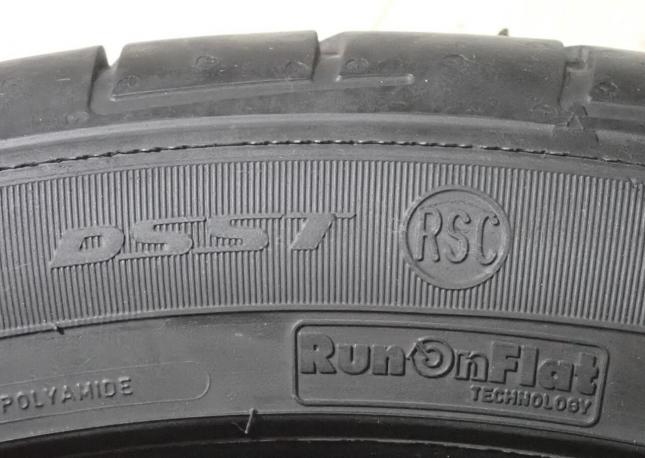 DSST RSC
RunOnFlat
TECHNOLOGY
POLYAMIDE